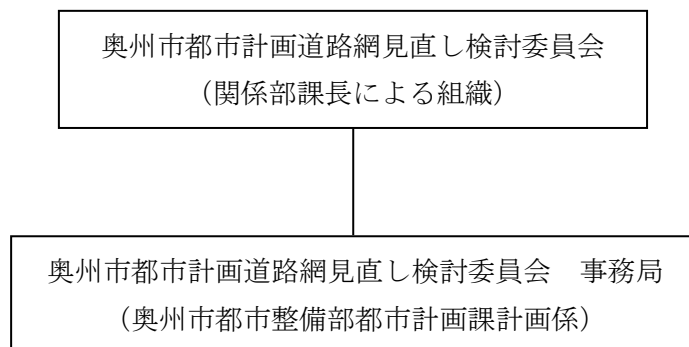 奥州市都市計画道路網見直し検討委員会
（関係部課長による組織）
奥州市都市計画道路網見直し検討委員会　事務局
（奥州市都市整備部都市計画課計画係）